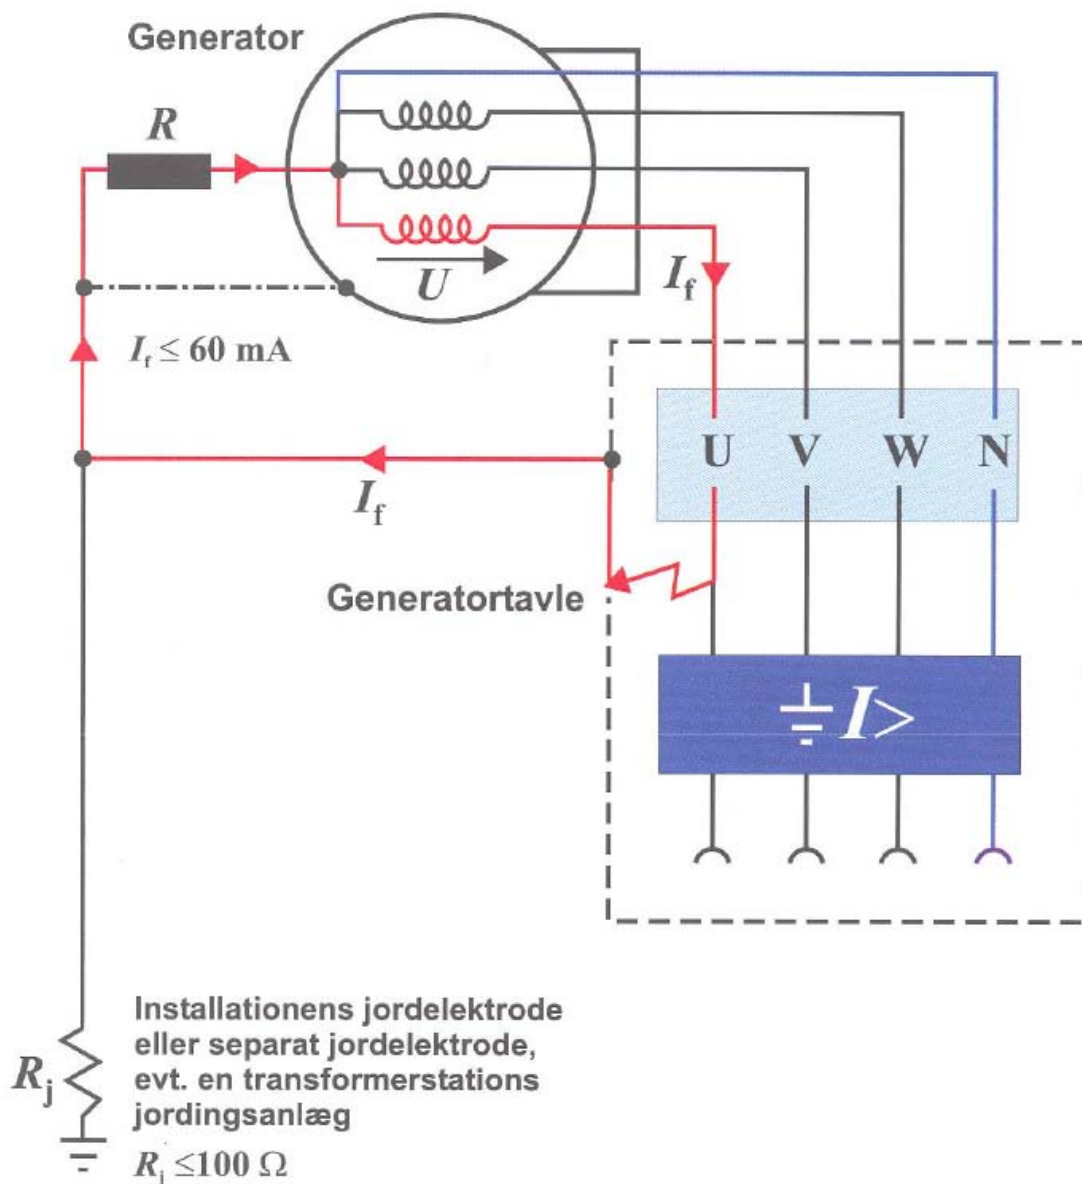 Generator
R
U
I_f
I_f ≤ 60 mA
U V W N
I_f
Generatortavle
I>
Installationens jordelektrode
eller separat jordelektrode,
evt. en transformerstations
jordingsanlæg
R_j
R_j ≤100 Ω